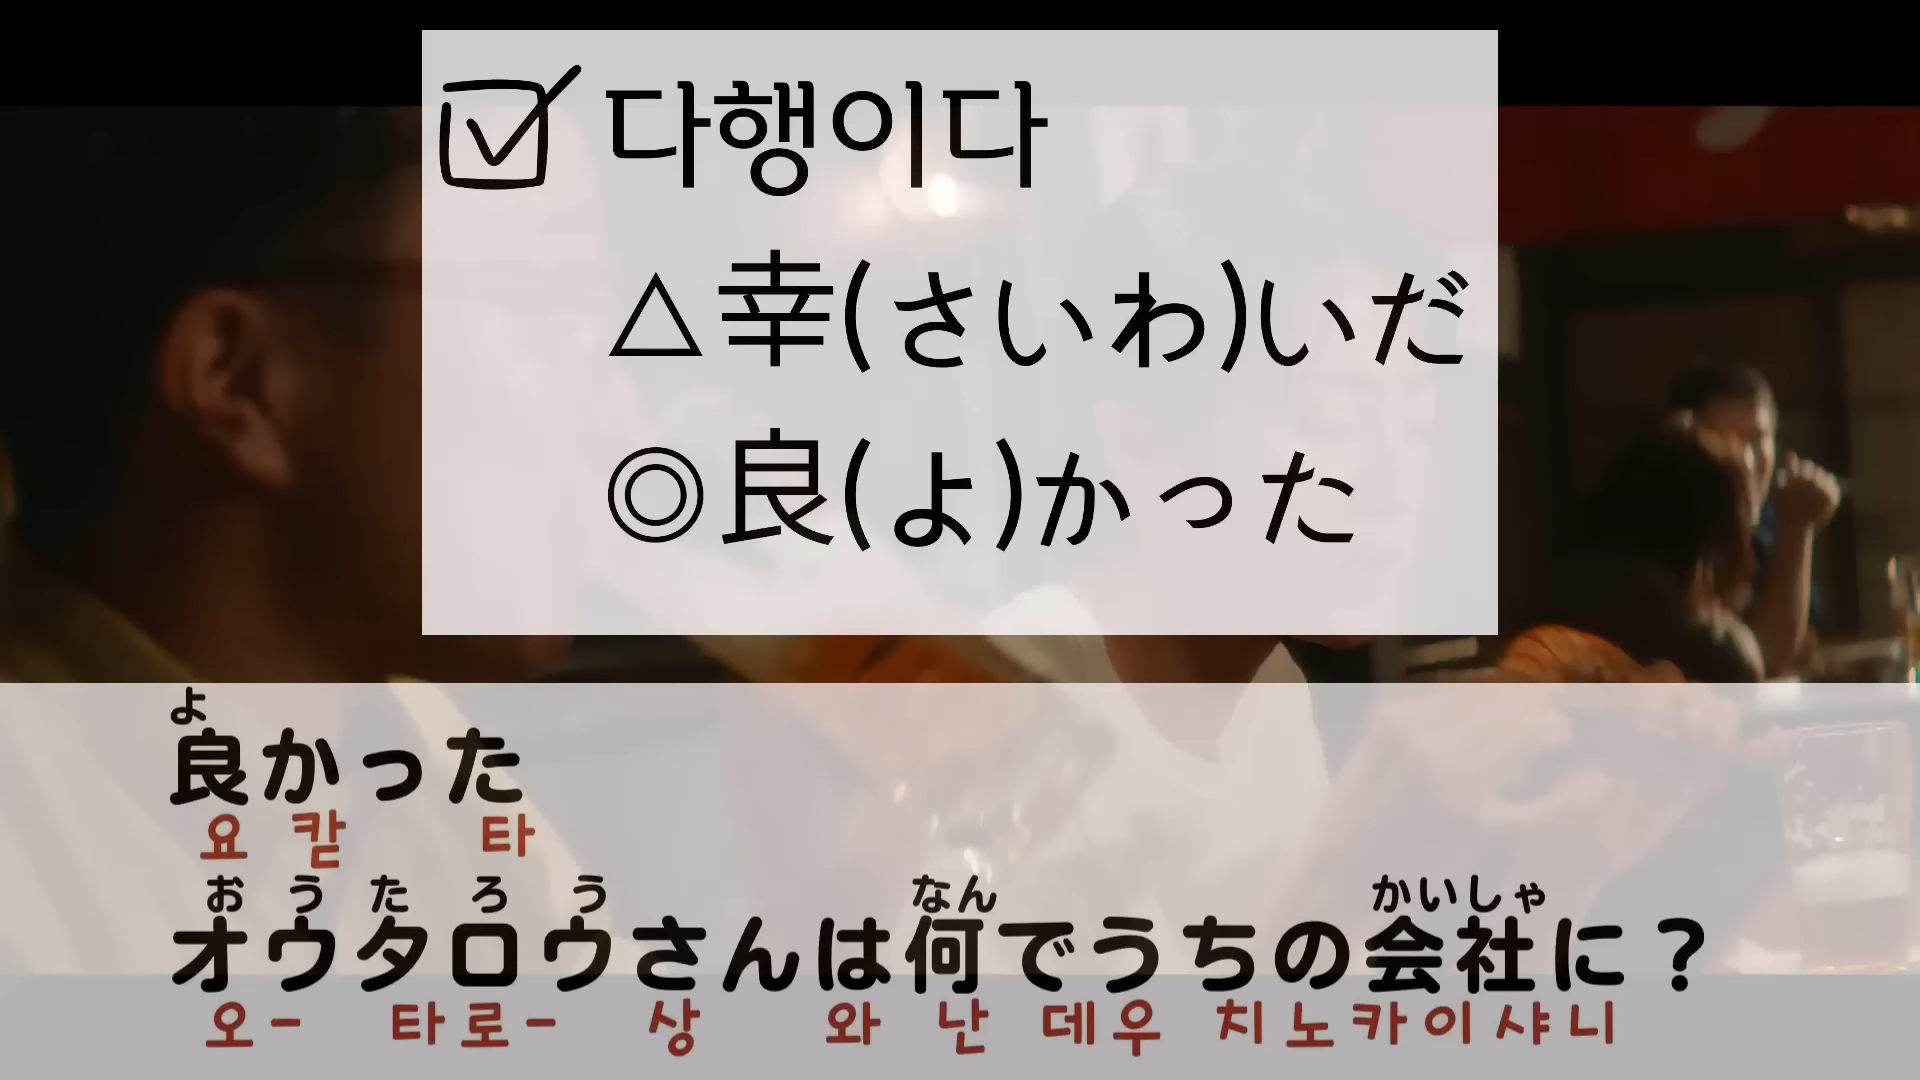 다행이다
△幸(さいわ)いだ
◎良(よ)かった
よ
良かった
요 칻 타
おうたろう なん かいしゃ
オウタロウさんは何でうちの会社に？
오- 타로- 상 와 난 데우 치노카이샤니